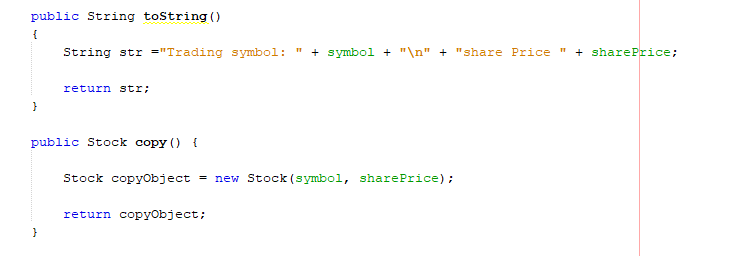 public String toString()
{
String str ="Trading symbol: " + symbol + "\n" + "share Price " + sharePrice;
return str;
}
public Stock copy() {
Stock copyObject = new Stock(symbol, sharePrice);
return copyObject;
}